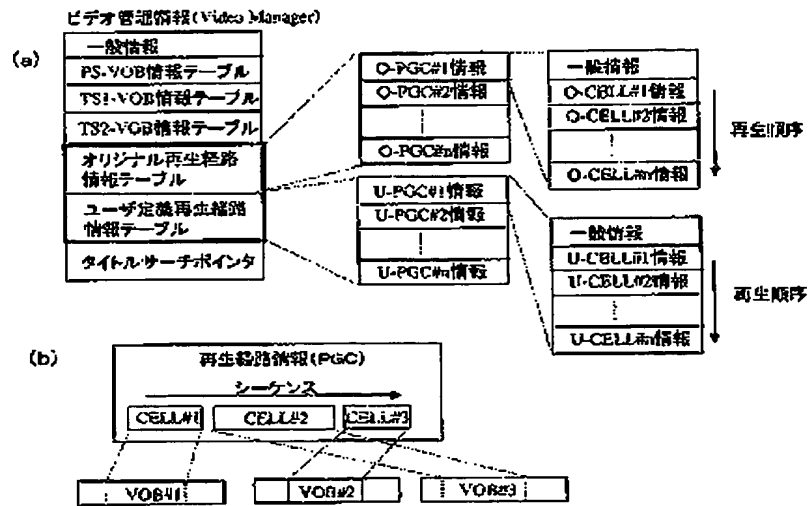 ビデオ管理情報(Video Manager)
(a)
一般情報
PS-VOB情報テーブル
TS1-VOB情報テーブル
TS2-VOB情報テーブル
オリジナル再生経路
情報テーブル
ユーザ定義再生経路
情報テーブル
タイトルサーチポインタ
O-PGC#1情報
O-PGC#2情報
O-PGC#n情報
U-PGC#1情報
U-PGC#2情報
U-PGC#n情報
一般情報
O-CELL#1情報
O-CELL#2情報
O-CELL#m情報
再生順序
一般情報
U-CELL#1情報
U-CELL#2情報
U-CELL#m情報
再生順序
(b)
再生経路情報(PGC)
シーケンス
CELL#1
CELL#2
CELL#3
VOB#1
VOB#2
VOB#3